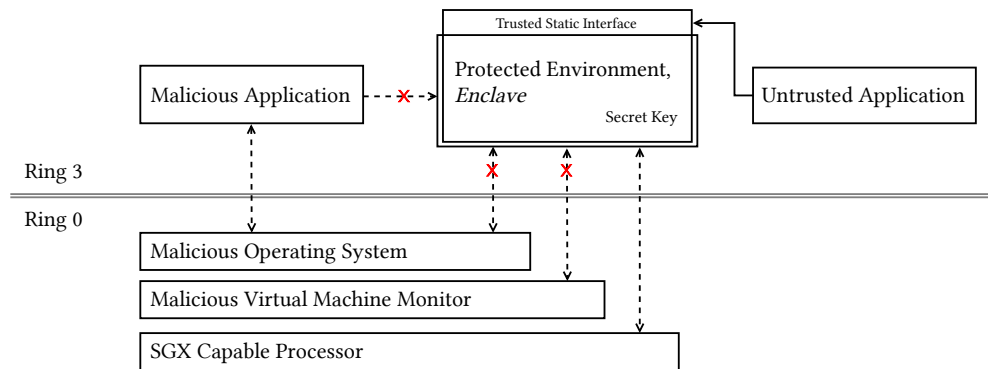 Trusted Static Interface
Malicious Application
Protected Environment,
Enclave
Secret Key
Untrusted Application
Ring 3
Ring 0
Malicious Operating System
Malicious Virtual Machine Monitor
SGX Capable Processor